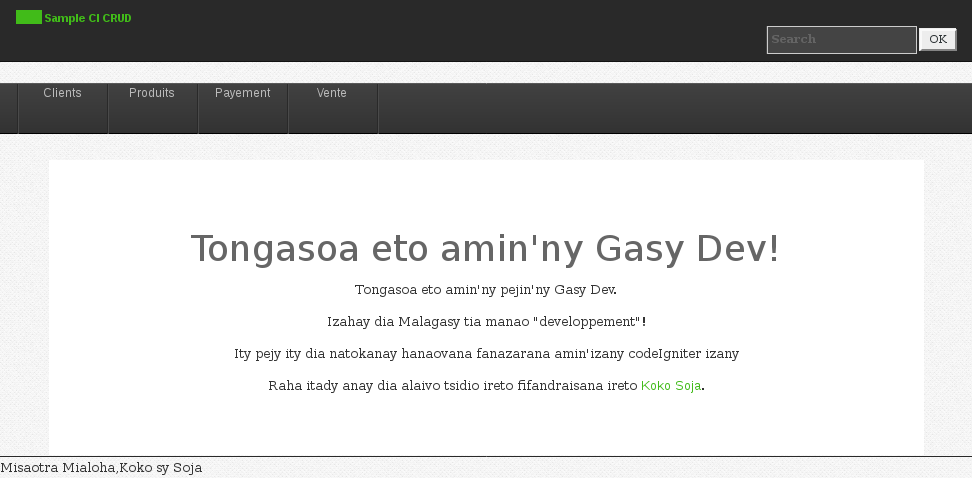 Sample CI CRUD
Search
OK
Clients
Produits
Payement
Vente
Tongasoa eto amin'ny Gasy Dev!
Tongasoa eto amin'ny pejin'ny Gasy Dev.
Izahay dia Malagasy tia manao "developpement"!
Ity pejy ity dia natokanay hanaovana fanazarana amin'izany codeIgniter izany
Raha itady anay dia alaivo tsidio ireto fifandraisana ireto Koko Soja.
Misaotra Mialoha,Koko sy Soja